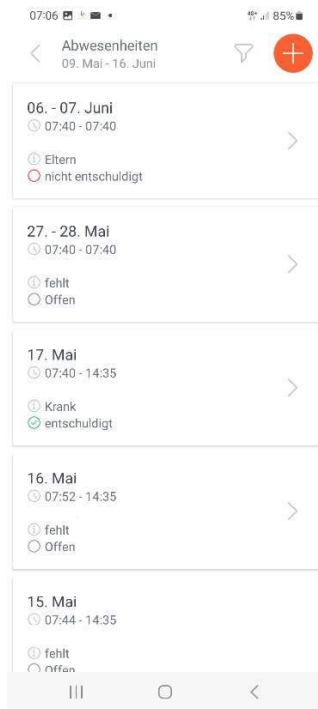 07:06 85%
Abwesenheiten
09. Mai - 16. Juni
06. - 07. Juni
07:40 - 07:40
Eltern
nicht entschuldigt
27. - 28. Mai
07:40 - 07:40
fehlt
Offen
17. Mai
07:40 - 14:35
Krank
entschuldigt
16. Mai
07:52 - 14:35
fehlt
Offen
15. Mai
07:44 - 14:35
fehlt
Offen